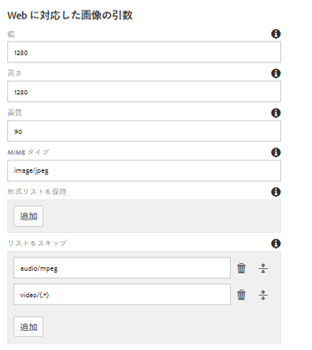 Web に対応した画像の引数
幅
1280
高さ
1280
画質
90
MIME タイプ
image/jpeg
形式リストを保持
追加
リストをスキップ
audio/mpeg
video/(.*)
追加